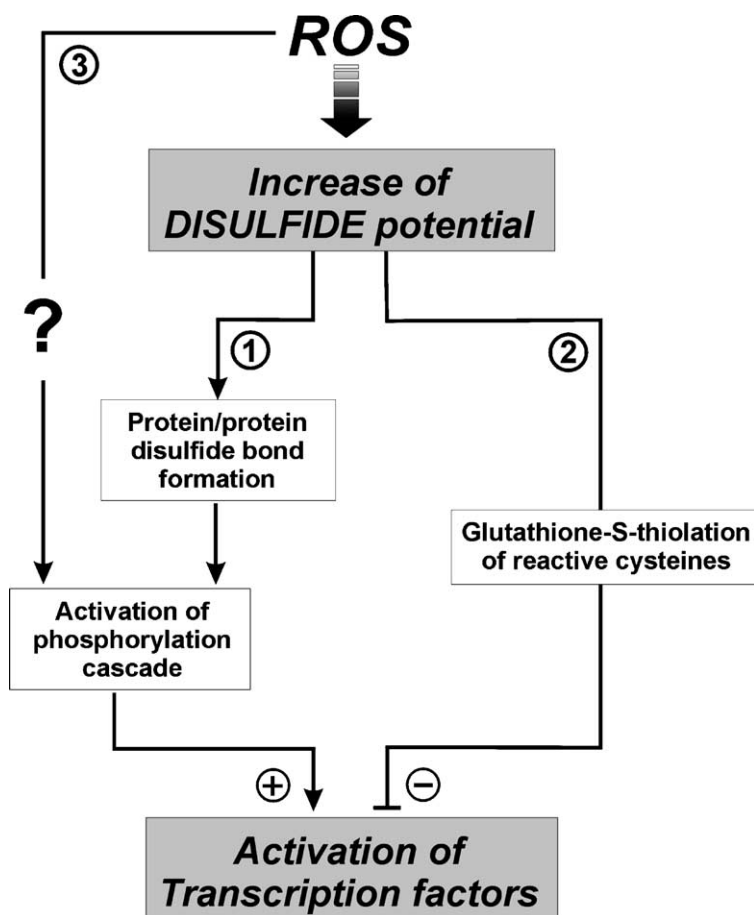 ROS
③
Increase of
DISULFIDE potential
?
①
②
Protein/protein
disulfide bond
formation
Glutathione-S-thiolation
of reactive cysteines
Activation of
phosphorylation
cascade
+
−
Activation of
Transcription factors